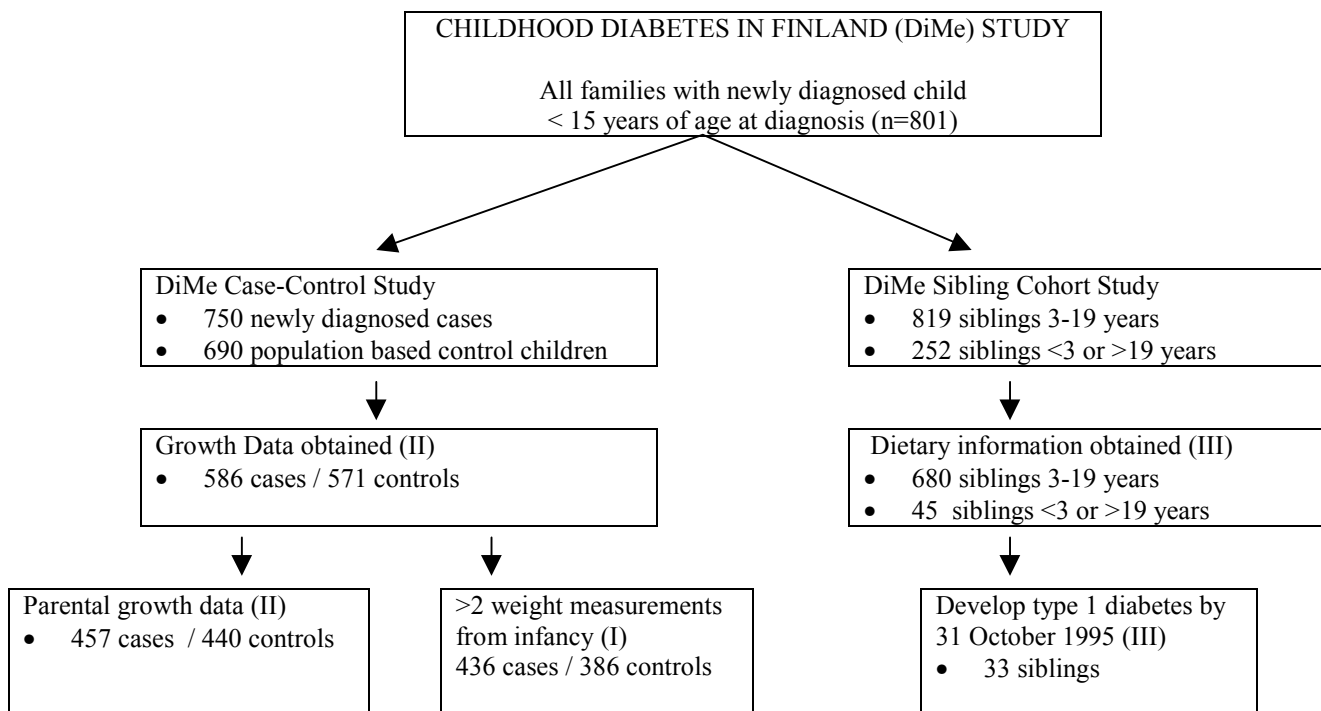 CHILDHOOD DIABETES IN FINLAND (DiMe) STUDY
All families with newly diagnosed child
< 15 years of age at diagnosis (n=801)
DiMe Case-Control Study
• 750 newly diagnosed cases
• 690 population based control children
DiMe Sibling Cohort Study
• 819 siblings 3-19 years
• 252 siblings <3 or >19 years
Growth Data obtained (II)
• 586 cases / 571 controls
Dietary information obtained (III)
• 680 siblings 3-19 years
• 45 siblings <3 or >19 years
Parental growth data (II)
• 457 cases / 440 controls
>2 weight measurements
from infancy (I)
436 cases / 386 controls
Develop type 1 diabetes by
31 October 1995 (III)
• 33 siblings